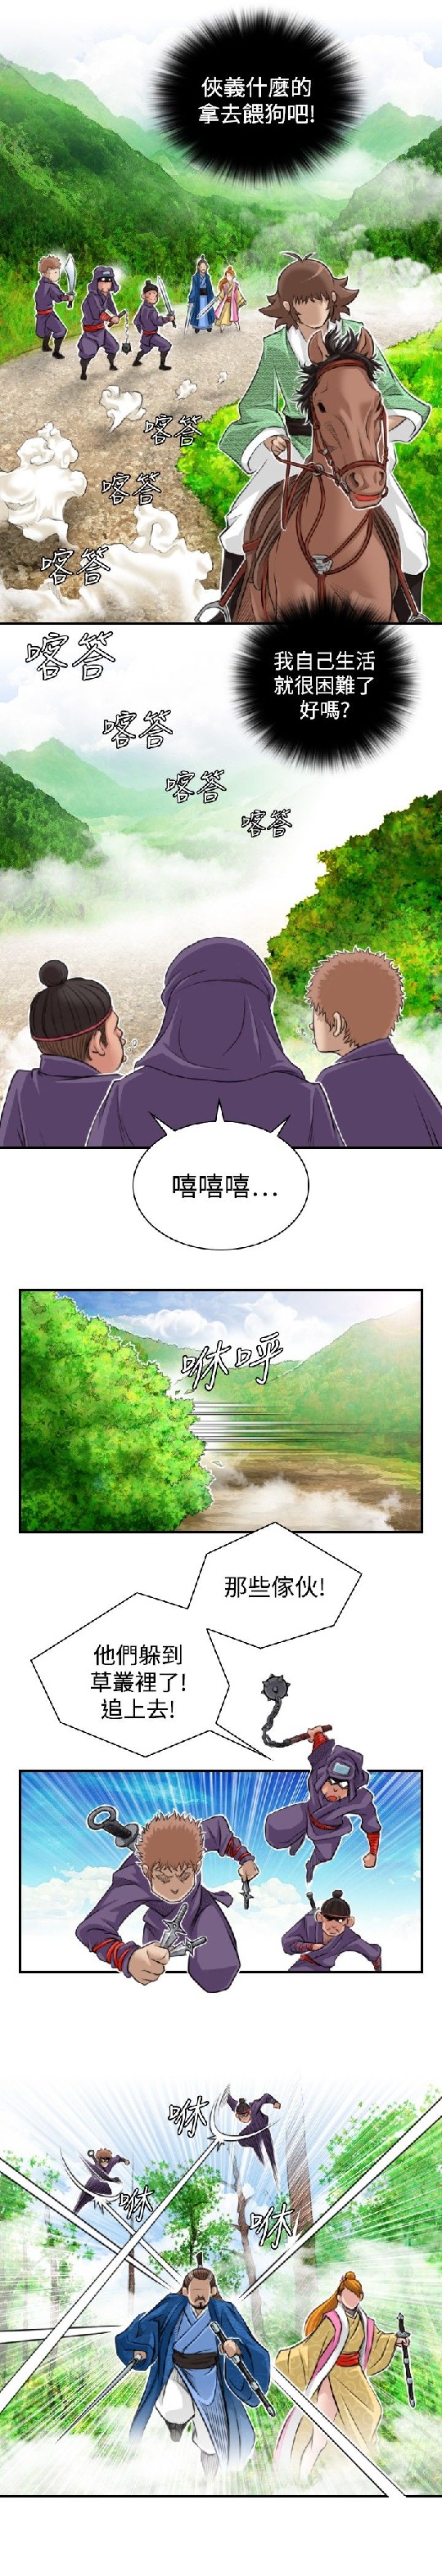 俠義什麼的
拿去餵狗吧!
喀答
喀答
喀答
喀答
我自己生活
就很困難了
好嗎?
喀答
喀答
喀答
嘻嘻嘻...
咻呼
那些傢伙!
他們躲到
草叢裡了!
追上去!
咻
咻
咻